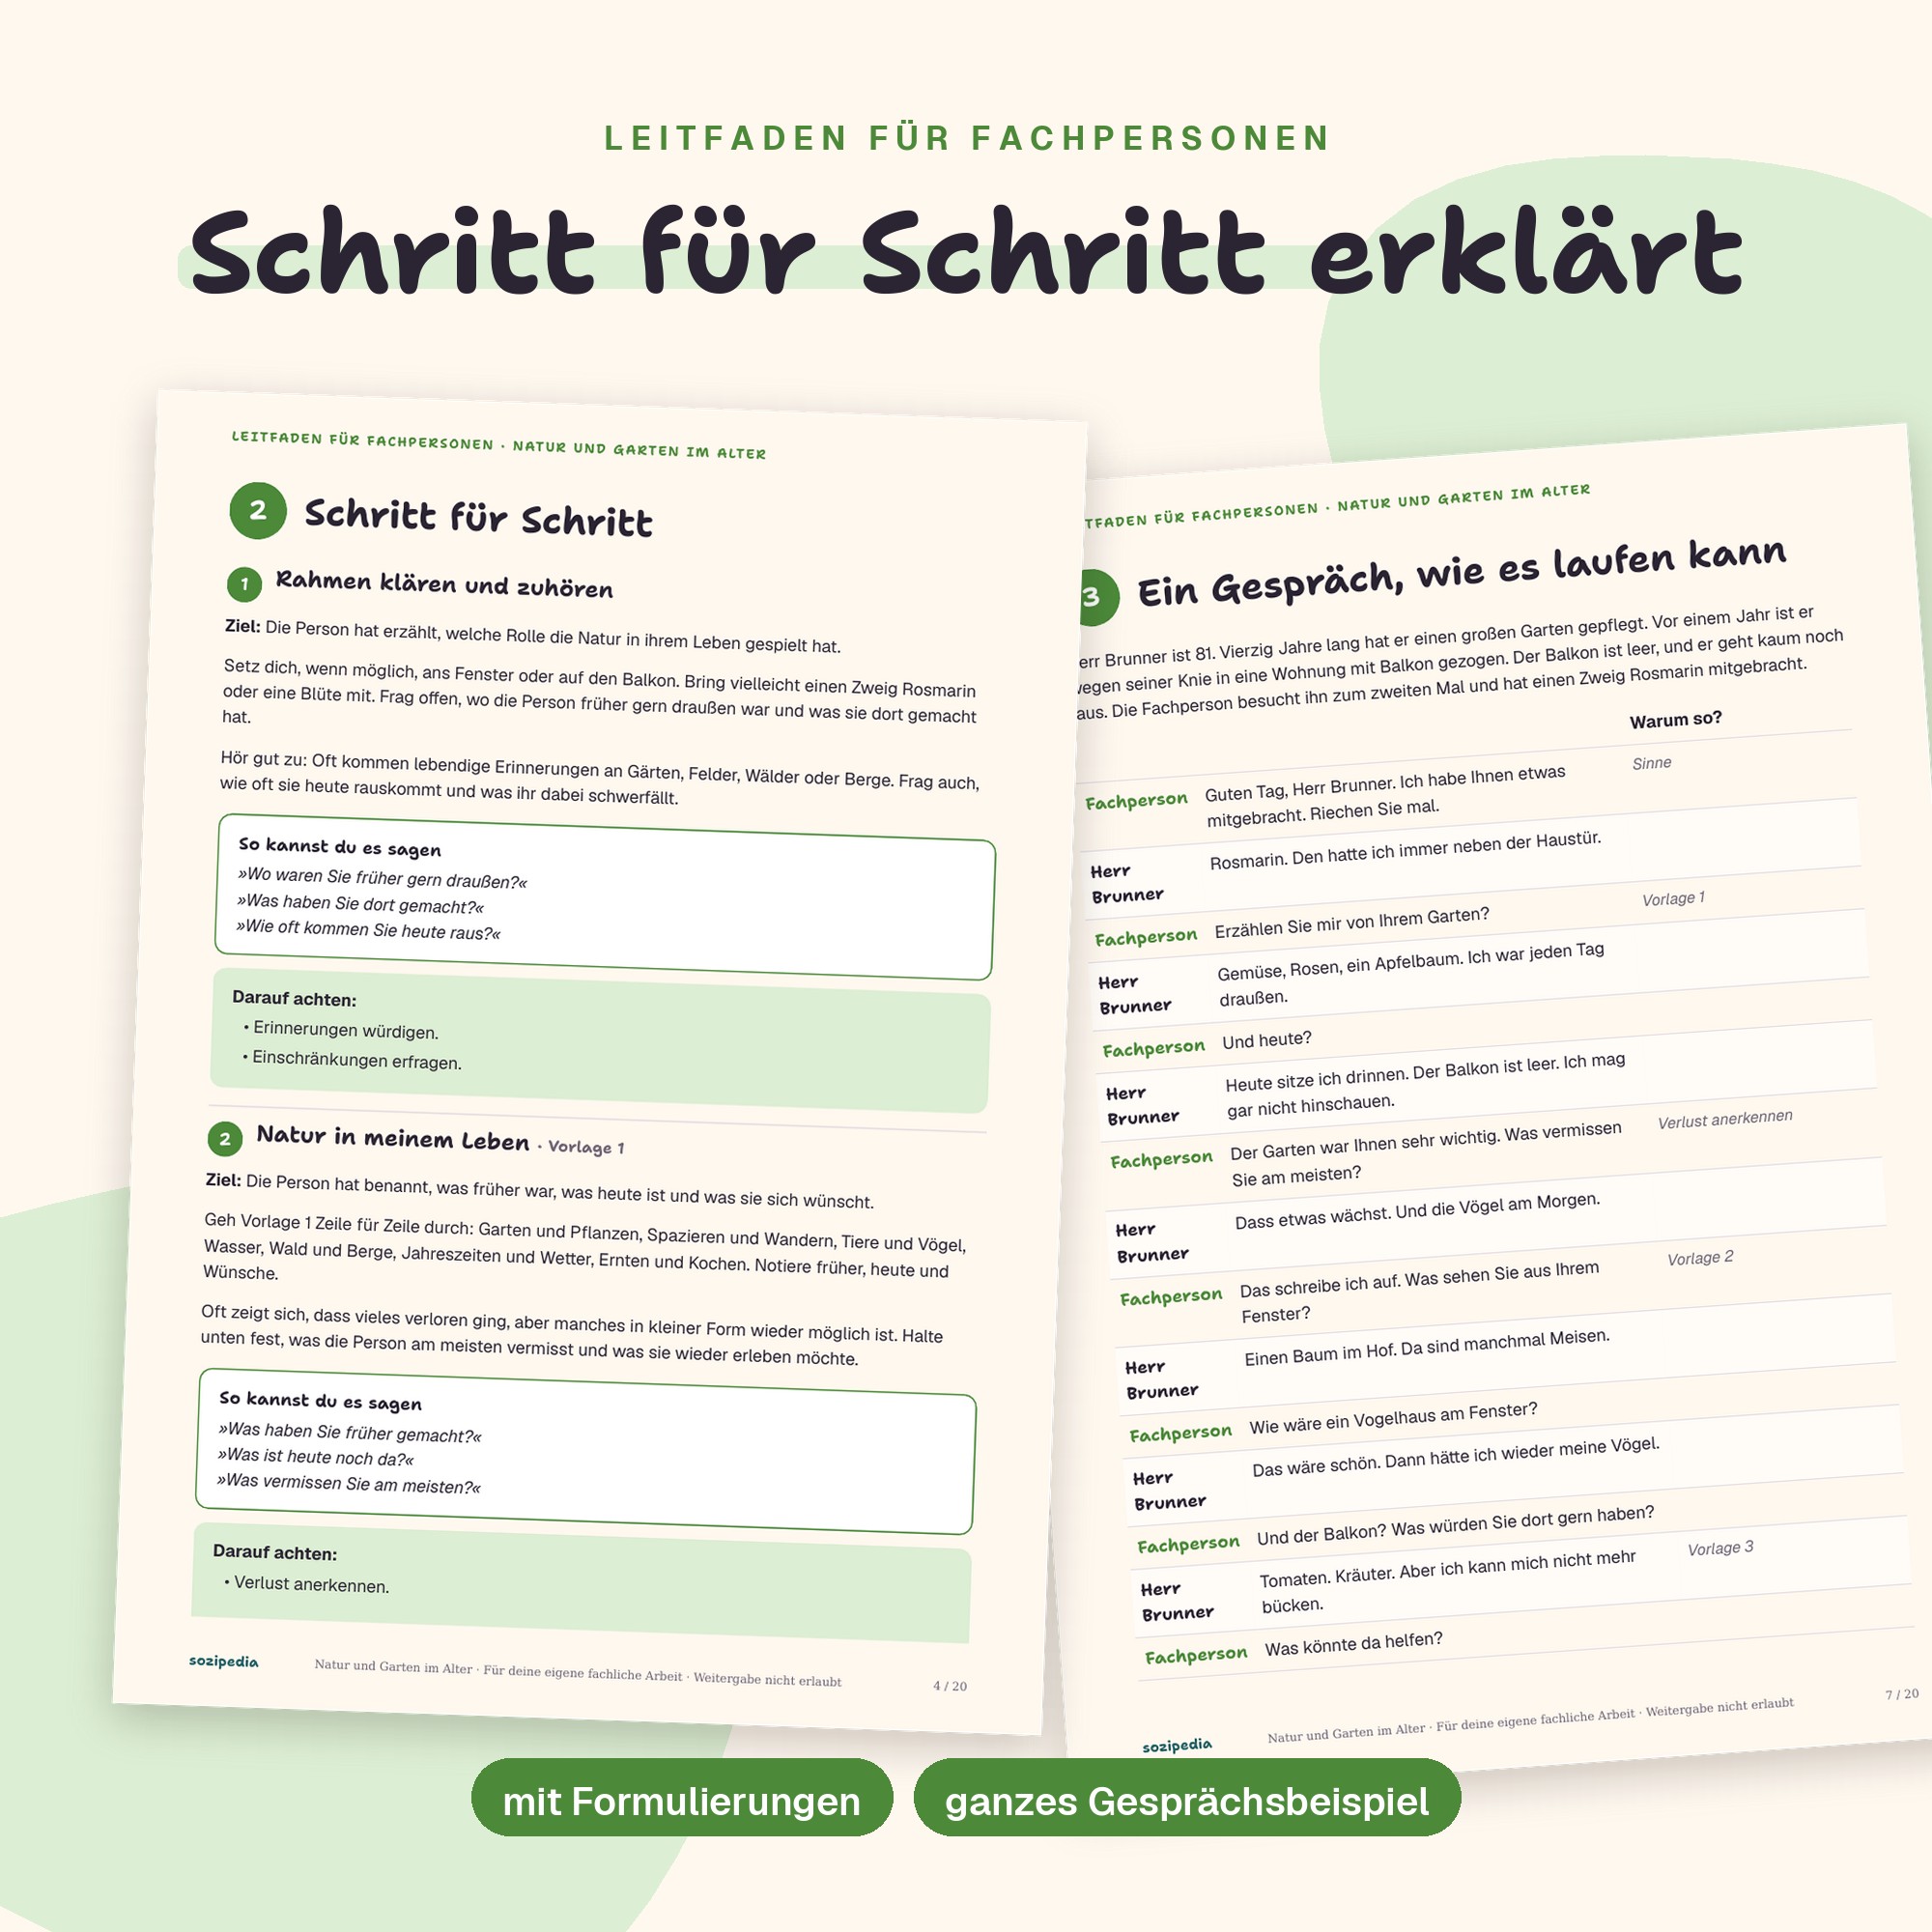 LEITFADEN FÜR FACHPERSONEN
Schritt für Schritt erklärt
LEITFADEN FÜR FACHPERSONEN · NATUR UND GARTEN IM ALTER
2 Schritt für Schritt
1 Rahmen klären und zuhören
Ziel: Die Person hat erzählt, welche Rolle die Natur in ihrem Leben gespielt hat.
Setz dich, wenn möglich, ans Fenster oder auf den Balkon. Bring vielleicht einen Zweig Rosmarin
oder eine Blüte mit. Frag offen, wo die Person früher gern draußen war und was sie dort gemacht
hat.
Hör gut zu: Oft kommen lebendige Erinnerungen an Gärten, Felder, Wälder oder Berge. Frag auch,
wie oft sie heute rauskommt und was ihr dabei schwerfällt.
So kannst du es sagen
»Wo waren Sie früher gern draußen?«
»Was haben Sie dort gemacht?«
»Wie oft kommen Sie heute raus?«
Darauf achten:
• Erinnerungen würdigen.
• Einschränkungen erfragen.
2 Natur in meinem Leben · Vorlage 1
Ziel: Die Person hat benannt, was früher war, was heute ist und was sie sich wünscht.
Geh Vorlage 1 Zeile für Zeile durch: Garten und Pflanzen, Spazieren und Wandern, Tiere und Vögel,
Wasser, Wald und Berge, Jahreszeiten und Wetter, Ernten und Kochen. Notiere früher, heute und
Wünsche.
Oft zeigt sich, dass vieles verloren ging, aber manches in kleiner Form wieder möglich ist. Halte
unten fest, was die Person am meisten vermisst und was sie wieder erleben möchte.
So kannst du es sagen
»Was haben Sie früher gemacht?«
»Was ist heute noch da?«
»Was vermissen Sie am meisten?«
Darauf achten:
• Verlust anerkennen.
sozipedia Natur und Garten im Alter · Für deine eigene fachliche Arbeit · Weitergabe nicht erlaubt 4 / 20
TFADEN FÜR FACHPERSONEN · NATUR UND GARTEN IM ALTER
3 Ein Gespräch, wie es laufen kann
err Brunner ist 81. Vierzig Jahre lang hat er einen großen Garten gepflegt. Vor einem Jahr ist er
wegen seiner Knie in eine Wohnung mit Balkon gezogen. Der Balkon ist leer, und er geht kaum noch
aus. Die Fachperson besucht ihn zum zweiten Mal und hat einen Zweig Rosmarin mitgebracht.
Warum so?
Fachperson Guten Tag, Herr Brunner. Ich habe Ihnen etwas Sinne
mitgebracht. Riechen Sie mal.
Herr Rosmarin. Den hatte ich immer neben der Haustür.
Brunner
Fachperson Erzählen Sie mir von Ihrem Garten? Vorlage 1
Herr Gemüse, Rosen, ein Apfelbaum. Ich war jeden Tag
Brunner draußen.
Fachperson Und heute?
Herr Heute sitze ich drinnen. Der Balkon ist leer. Ich mag
Brunner gar nicht hinschauen.
Fachperson Der Garten war Ihnen sehr wichtig. Was vermissen Verlust anerkennen
Sie am meisten?
Herr Dass etwas wächst. Und die Vögel am Morgen.
Brunner
Fachperson Das schreibe ich auf. Was sehen Sie aus Ihrem Vorlage 2
Fenster?
Herr Einen Baum im Hof. Da sind manchmal Meisen.
Brunner
Fachperson Wie wäre ein Vogelhaus am Fenster?
Herr Das wäre schön. Dann hätte ich wieder meine Vögel.
Brunner
Fachperson Und der Balkon? Was würden Sie dort gern haben?
Herr Tomaten. Kräuter. Aber ich kann mich nicht mehr Vorlage 3
Brunner bücken.
Fachperson Was könnte da helfen?
sozipedia Natur und Garten im Alter · Für deine eigene fachliche Arbeit · Weitergabe nicht erlaubt 7 / 20
mit Formulierungen
ganzes Gesprächsbeispiel